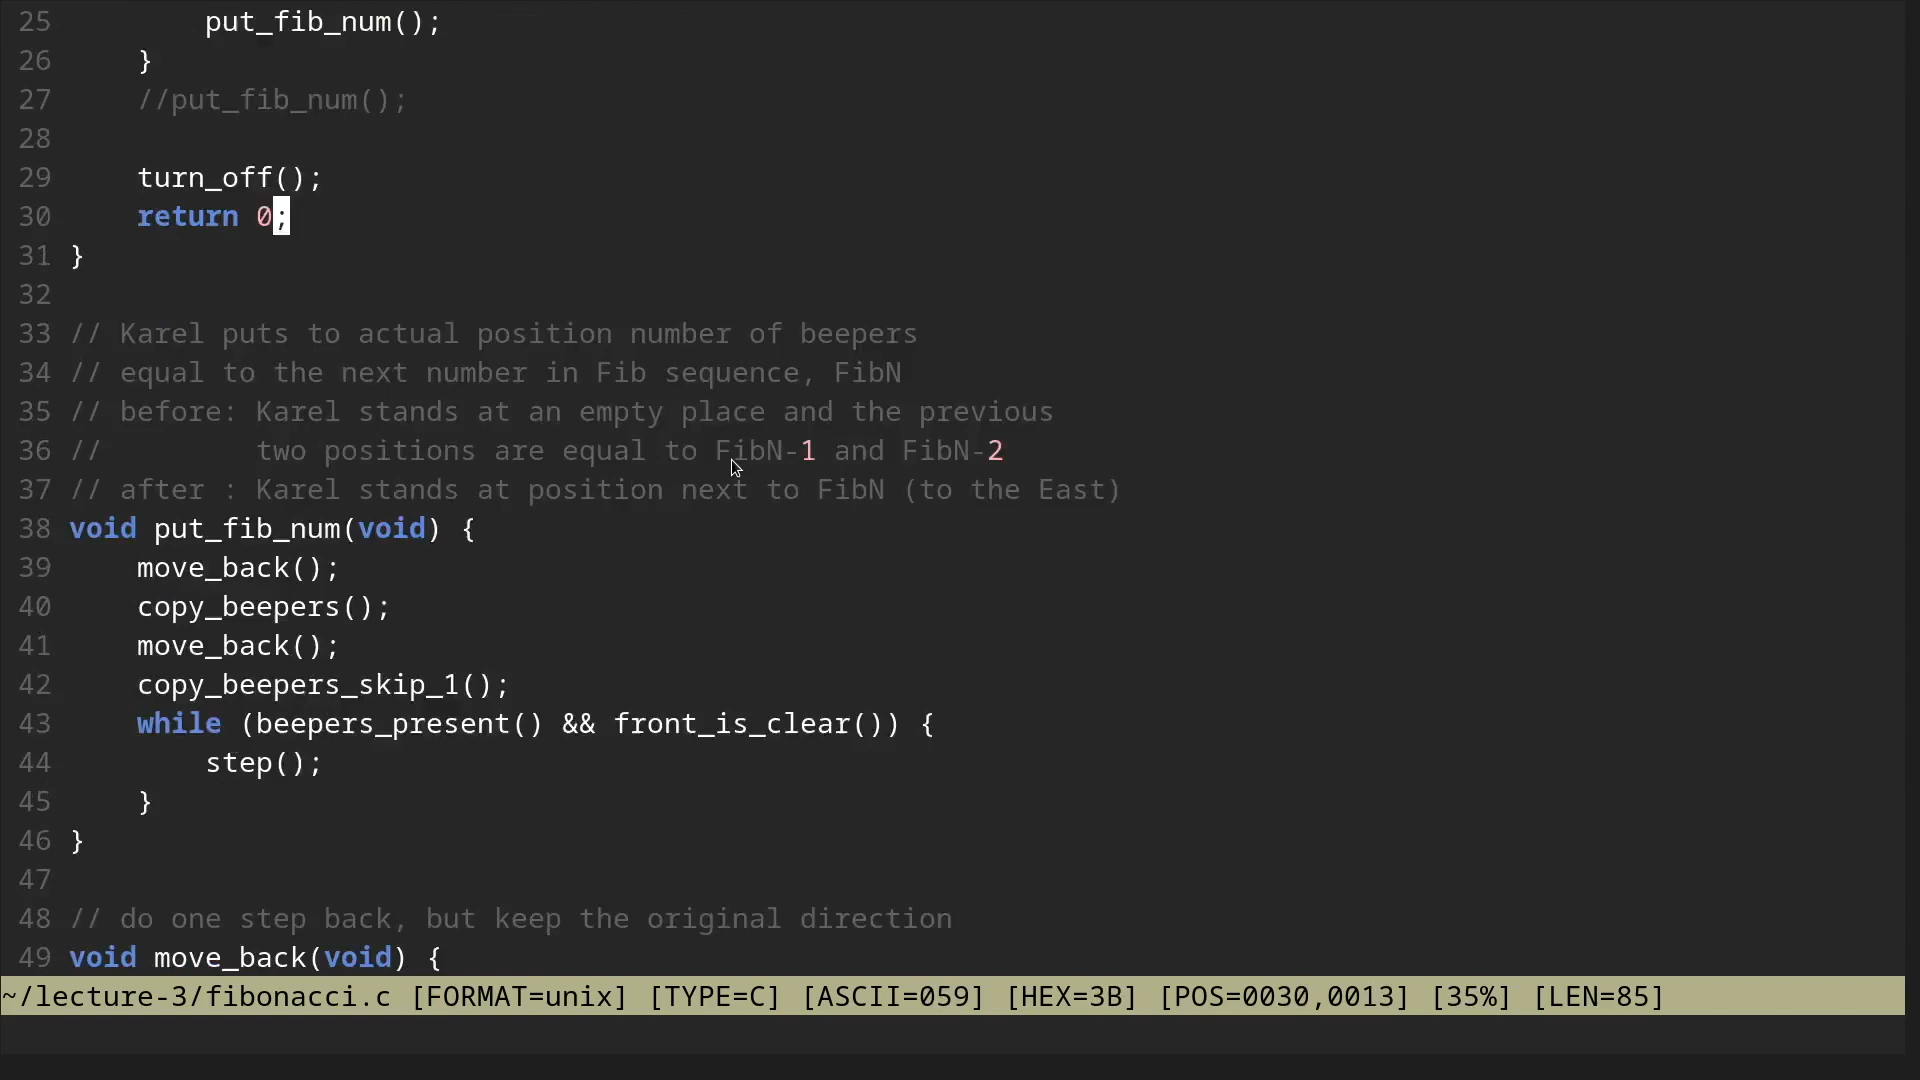 25         put_fib_num();
26     }
27     //put_fib_num();
28
29     turn_off();
30     return 0;
31 }
32
33 // Karel puts to actual position number of beepers
34 // equal to the next number in Fib sequence, FibN
35 // before: Karel stands at an empty place and the previous
36 //         two positions are equal to FibN-1 and FibN-2
37 // after : Karel stands at position next to FibN (to the East)
38 void put_fib_num(void) {
39     move_back();
40     copy_beepers();
41     move_back();
42     copy_beepers_skip_1();
43     while (beepers_present() && front_is_clear()) {
44         step();
45     }
46 }
47
48 // do one step back, but keep the original direction
49 void move_back(void) {
~/lecture-3/fibonacci.c [FORMAT=unix] [TYPE=C] [ASCII=059] [HEX=3B] [POS=0030,0013] [35%] [LEN=85]